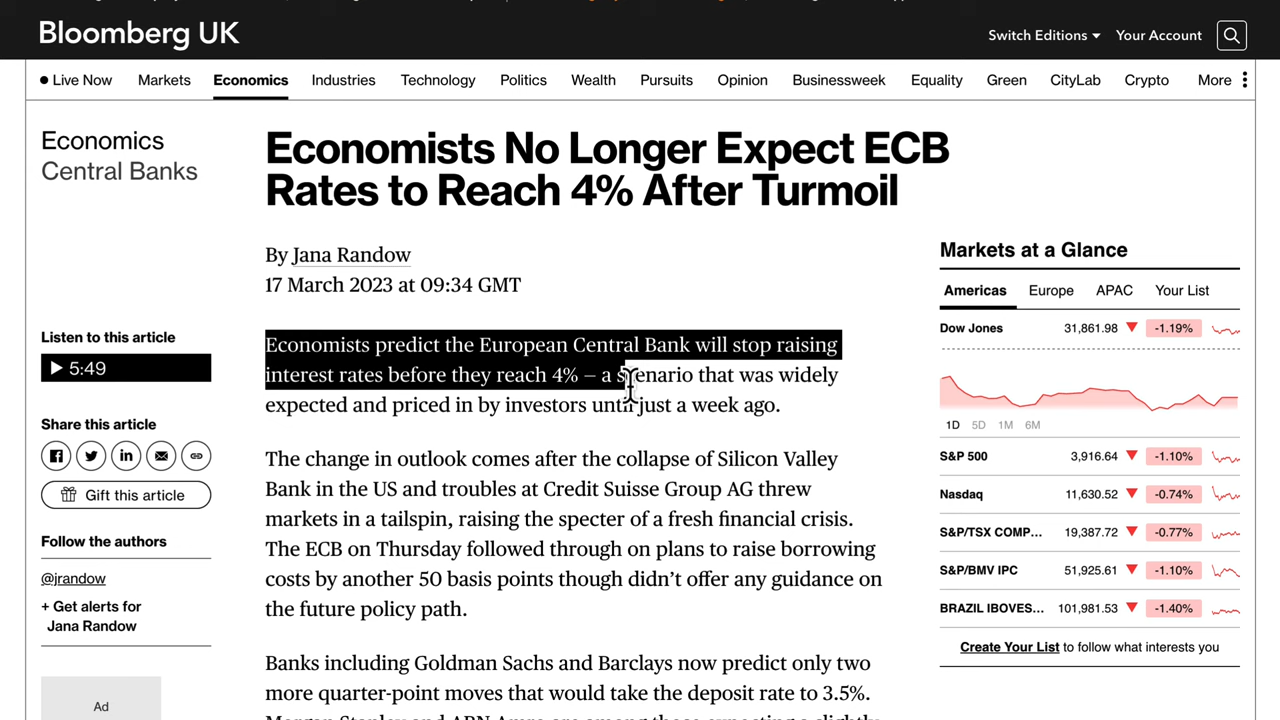 Bloomberg UK
Switch Editions
Your Account
Live Now
Markets
Economics
Industries
Technology
Politics
Wealth
Pursuits
Opinion
Businessweek
Equality
Green
CityLab
Crypto
More
Economics
Central Banks
Economists No Longer Expect ECB
Rates to Reach 4% After Turmoil
By Jana Randow
17 March 2023 at 09:34 GMT
Listen to this article
5:49
Share this article
Gift this article
Follow the authors
@jrandow
+ Get alerts for
Jana Randow
Ad
Economists predict the European Central Bank will stop raising
interest rates before they reach 4% – a scenario that was widely
expected and priced in by investors until just a week ago.
The change in outlook comes after the collapse of Silicon Valley
Bank in the US and troubles at Credit Suisse Group AG threw
markets in a tailspin, raising the specter of a fresh financial crisis.
The ECB on Thursday followed through on plans to raise borrowing
costs by another 50 basis points though didn't offer any guidance on
the future policy path.
Banks including Goldman Sachs and Barclays now predict only two
more quarter-point moves that would take the deposit rate to 3.5%.
Markets at a Glance
Americas
Europe
APAC
Your List
Dow Jones 31,861.98 -1.19%
1D 5D 1M 6M
S&P 500 3,916.64 -1.10%
Nasdaq 11,630.52 -0.74%
S&P/TSX COMP... 19,387.72 -0.77%
S&P/BMV IPC 51,925.61 -1.10%
BRAZIL IBOVES... 101,981.53 -1.40%
Create Your List to follow what interests you